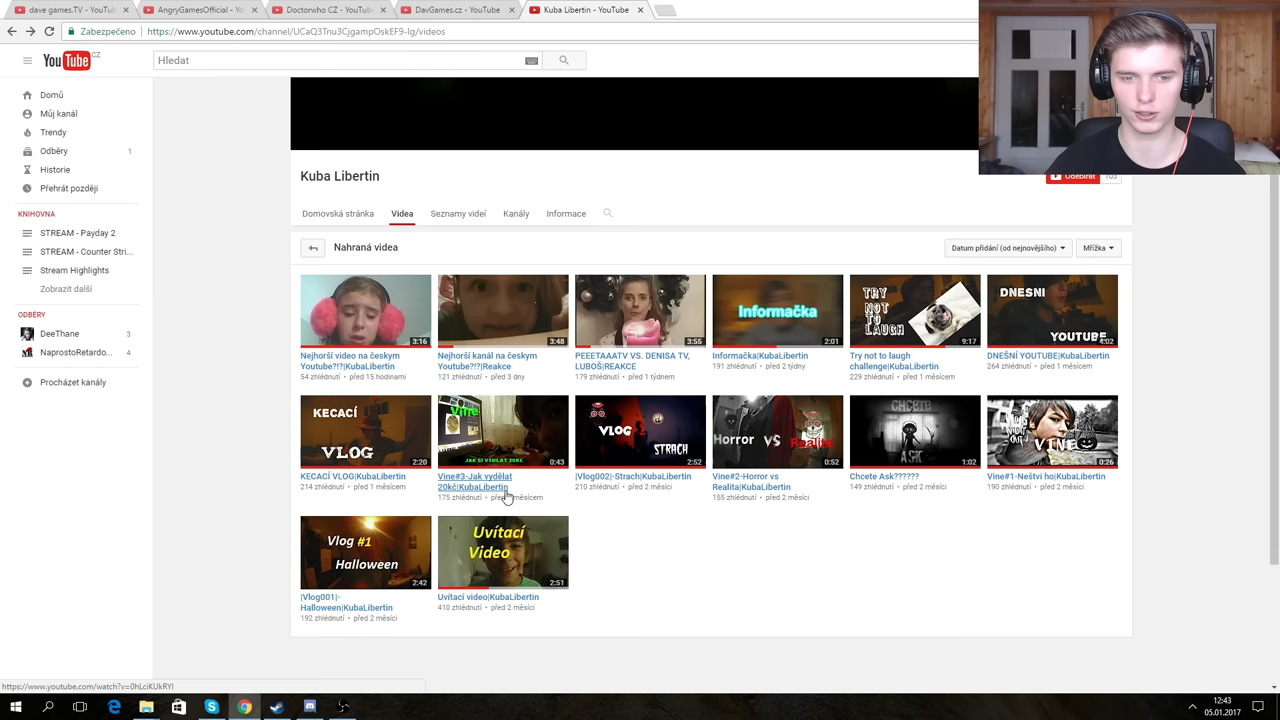 dave games.TV - YouTub
AngryGamesOfficial - Yo
Doctorwho CZ - YouTub
DavGames.cz - YouTube
Kuba Libertin - YouTube
Zabezpečeno
https://www.youtube.com/channel/UCaQ3Tnu3CjgampOskEF9-lg/videos
YouTube CZ
Hledat
Domů
Můj kanál
Trendy
Odběry 1
Historie
Přehrát později
KNIHOVNA
STREAM - Payday 2
STREAM - Counter Stri...
Stream Highlights
Zobrazit další
ODBĚRY
DeeThane 3
NaprostoRetardo... 4
Procházet kanály
Kuba Libertin
Odebírat 103
Domovská stránka Videa Seznamy videí Kanály Informace
Nahraná videa
Datum přidání (od nejnovějšího)
Mřížka
3:16
Nejhorší video na českym
Youtube?!?|KubaLibertin
54 zhlédnutí • před 15 hodinami
3:48
Nejhorší kanál na českym
Youtube?!?|Reakce
121 zhlédnutí • před 3 dny
3:55
PEEETAAATV VS. DENISA TV,
LUBOŠ|REAKCE
179 zhlédnutí • před 1 týdnem
Informačka
2:01
Informačka|KubaLibertin
191 zhlédnutí • před 2 týdny
TRY
NOT
TO
LAUGH
9:17
Try not to laugh
challenge|KubaLibertin
229 zhlédnutí • před 1 měsícem
DNESNI
YOUTUBE
4:02
DNEŠNÍ YOUTUBE|KubaLibertin
264 zhlédnutí • před 1 měsícem
KECACÍ
VLOG
2:20
KECACÍ VLOG|KubaLibertin
214 zhlédnutí • před 1 měsícem
Vine
JAK SI VYDLAT 20KČ
0:43
Vine#3-Jak vydělat
20kč|KubaLibertin
175 zhlédnutí • před měsícem
VLOG
STRACH
2:52
|Vlog002|-Strach|KubaLibertin
210 zhlédnutí • před 2 měsíci
Horror VS Realita
0:52
Vine#2-Horror vs
Realita|KubaLibertin
155 zhlédnutí • před 2 měsíci
CHCETE
ASK
1:02
Chcete Ask??????
149 zhlédnutí • před 2 měsíci
VINE
0:26
Vine#1-Neštvi ho|KubaLibertin
190 zhlédnutí • před 2 měsíci
Vlog #1
Halloween
2:42
|Vlog001|-
Halloween|KubaLibertin
192 zhlédnutí • před 2 měsíci
Uvítací
Video
2:51
Uvítací video|KubaLibertin
410 zhlédnutí • před 2 měsíci
https://www.youtube.com/watch?v=0hLciKUkRYI
12:43
05.01.2017